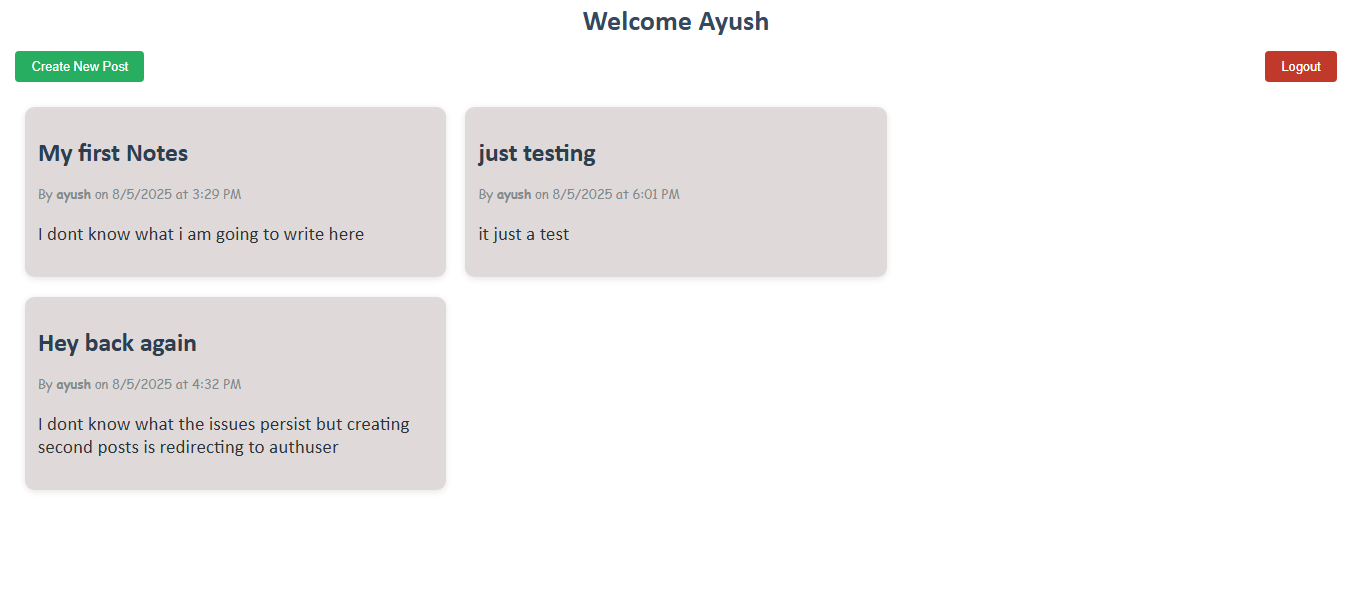 Welcome Ayush
Create New Post
Logout
My first Notes
By ayush on 8/5/2025 at 3:29 PM
I dont know what i am going to write here
just testing
By ayush on 8/5/2025 at 6:01 PM
it just a test
Hey back again
By ayush on 8/5/2025 at 4:32 PM
I dont know what the issues persist but creating
second posts is redirecting to authuser